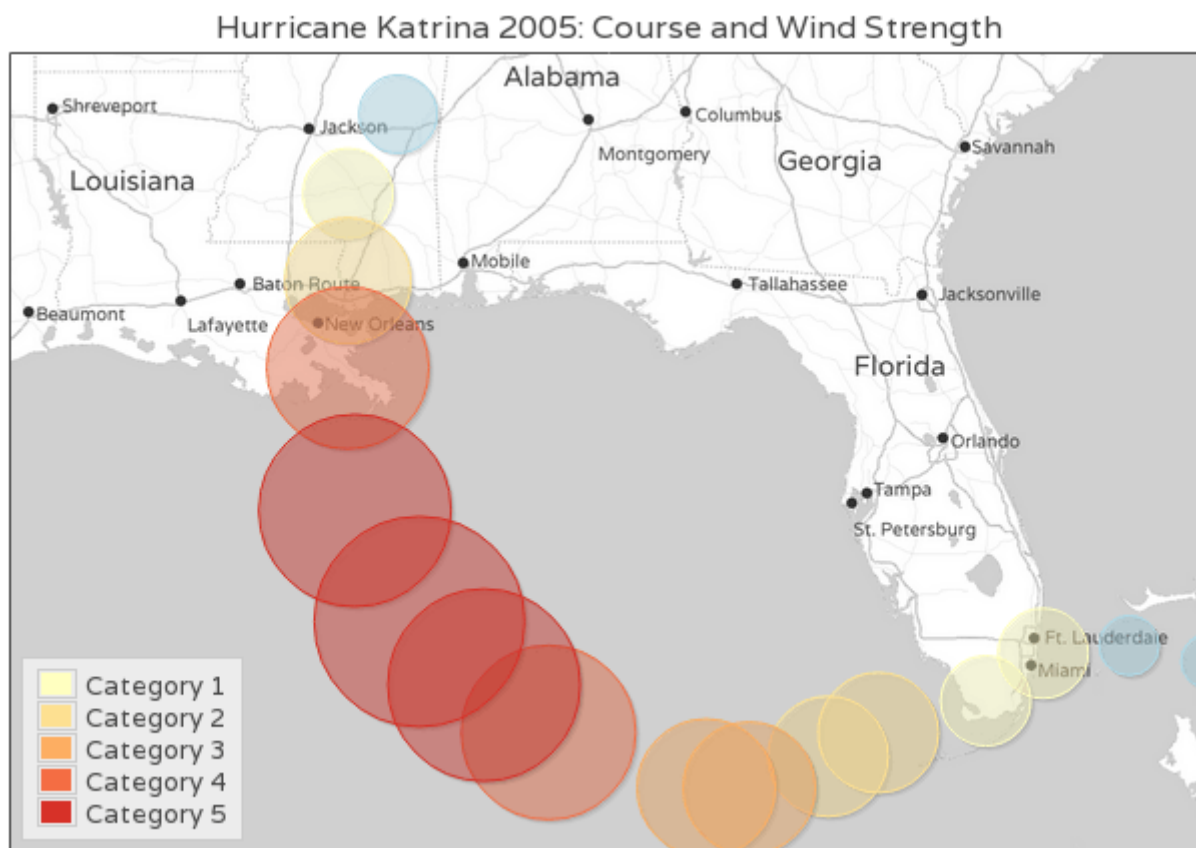 Hurricane Katrina 2005: Course and Wind Strength
Alabama
Shreveport
Columbus
Jackson
Montgomery
Savannah
Georgia
Louisiana
Mobile
Baton Route
Tallahassee
Jacksonville
Beaumont
Lafayette
New Orleans
Florida
Orlando
Tampa
St. Petersburg
Ft. Lauderdale
Miami
Category 1
Category 2
Category 3
Category 4
Category 5